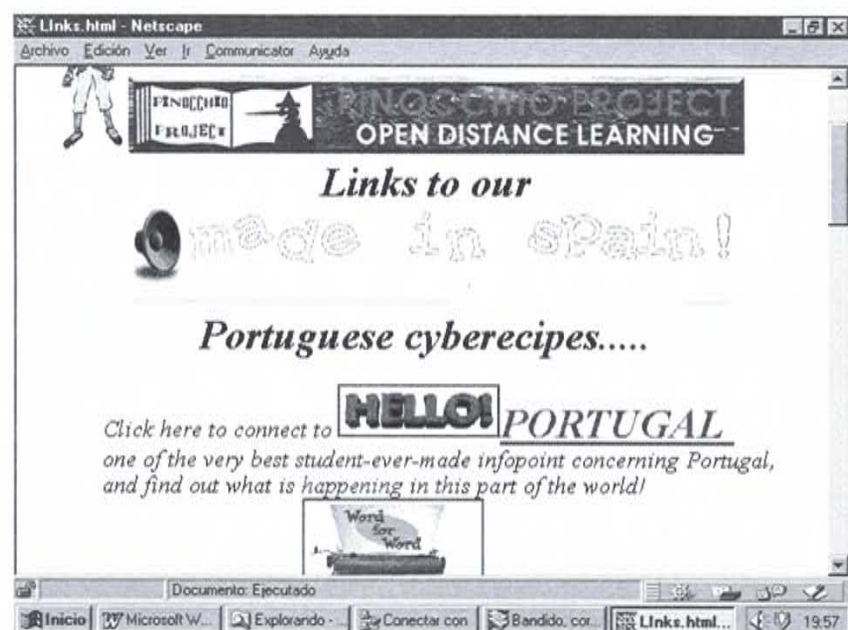 LInks.html - Netscape
Archivo Edición Ver Ir Communicator Ayuda
PINOCCHIO
PROJECT
PINOCCHIO PROJECT
OPEN DISTANCE LEARNING
Links to our
made in spain!
Portuguese cyberecipes.....
Click here to connect to HELLO! PORTUGAL
one of the very best student-ever-made infopoint concerning Portugal,
and find out what is happening in this part of the world!
Word
for
Word
Documento: Ejecutado
Inicio Microsoft W... Explorando - ... Conectar con Bandido, cor... LInks.html... 19:57